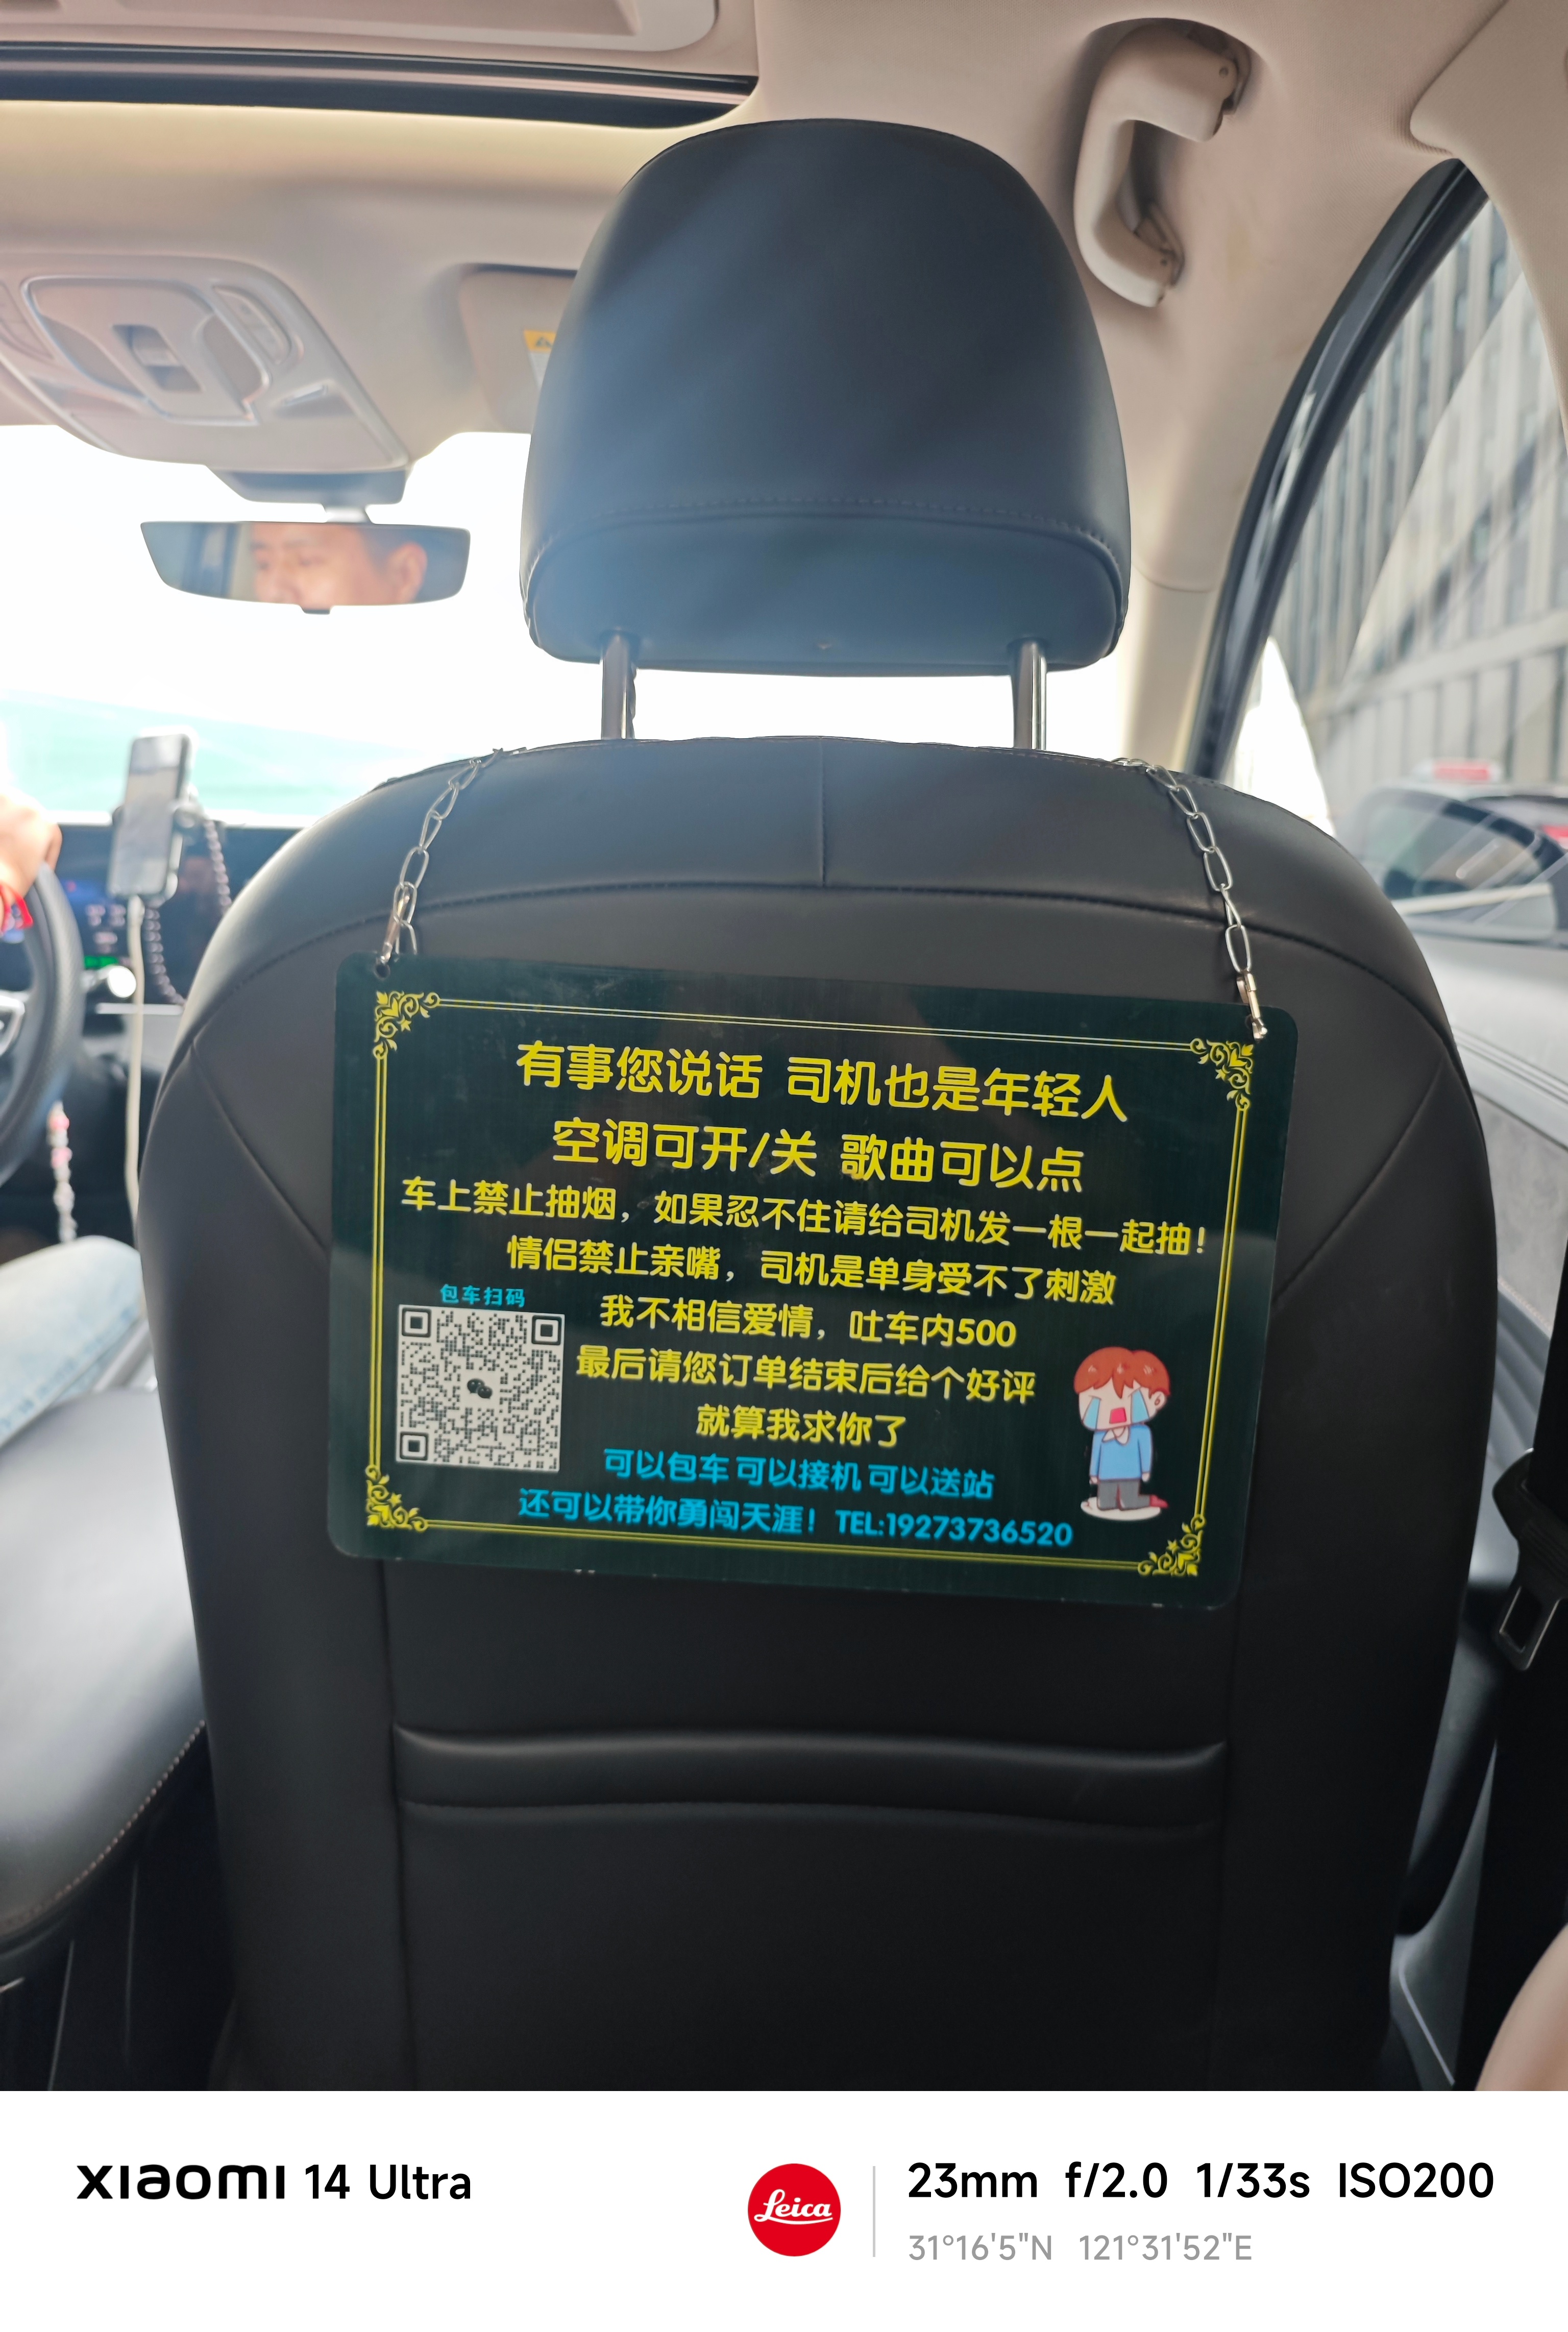 有事您说话 司机也是年轻人
空调可开/关 歌曲可以点
车上禁止抽烟，如果忍不住请给司机发一根一起抽！
情侣禁止亲嘴，司机是单身受不了刺激
我不相信爱情，吐车内500
最后请您订单结束后给个好评
就算我求你了
包车扫码
可以包车 可以接机 可以送站
还可以带你勇闯天涯！ TEL:19273736520
xiaomi 14 Ultra
Leica
23mm f/2.0 1/33s ISO200
31°16'5"N 121°31'52"E